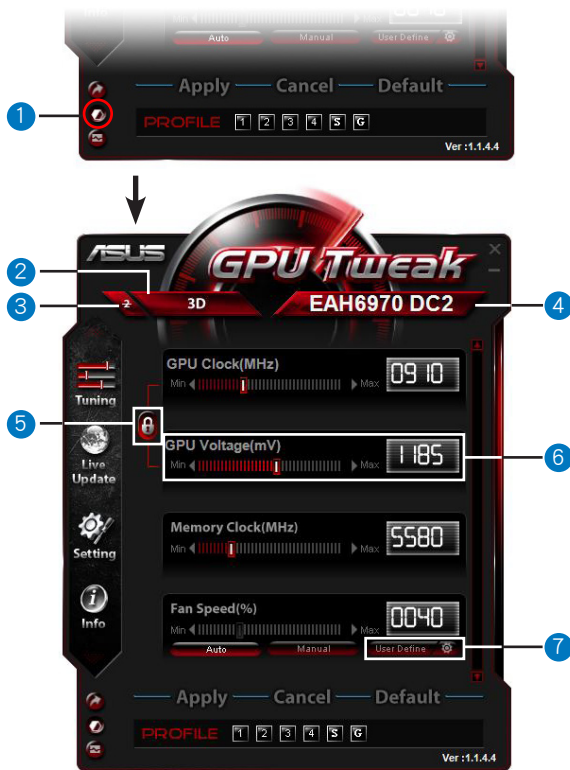 Auto Manual User Define
Apply Cancel Default
1
PROFILE 1 2 3 4 S G
Ver :1.1.4.4
ASUS
GPU Tweak
2
3
2 3D EAH6970 DC2
4
GPU Clock(MHz)
Min Max 0910
Tuning
5
GPU Voltage(mV)
Min Max 1185
6
Live
Update
Memory Clock(MHz)
Min Max 5580
Setting
Fan Speed(%)
Min Max 0040
Info
Auto Manual User Define
7
Apply Cancel Default
PROFILE 1 2 3 4 S G
Ver :1.1.4.4